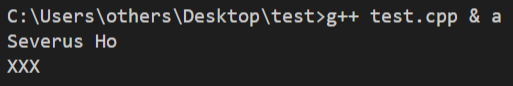 C:\Users\others\Desktop\test>g++ test.cpp & a
Severus Ho
XXX